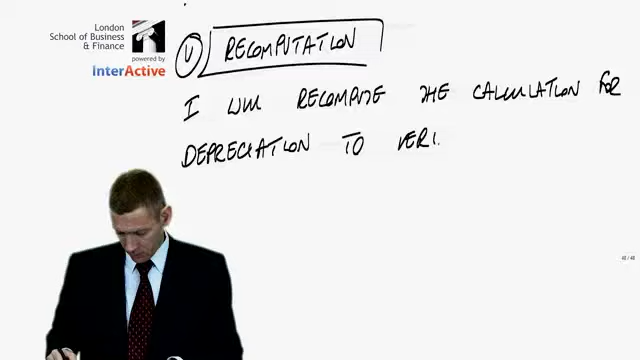 London
School of Business
& Finance
powered by
InterActive
V RECOMPUTATION
I WILL RECOMPUTE THE CALCULATION FOR
DEPRECIATION TO VERI
48 / 48